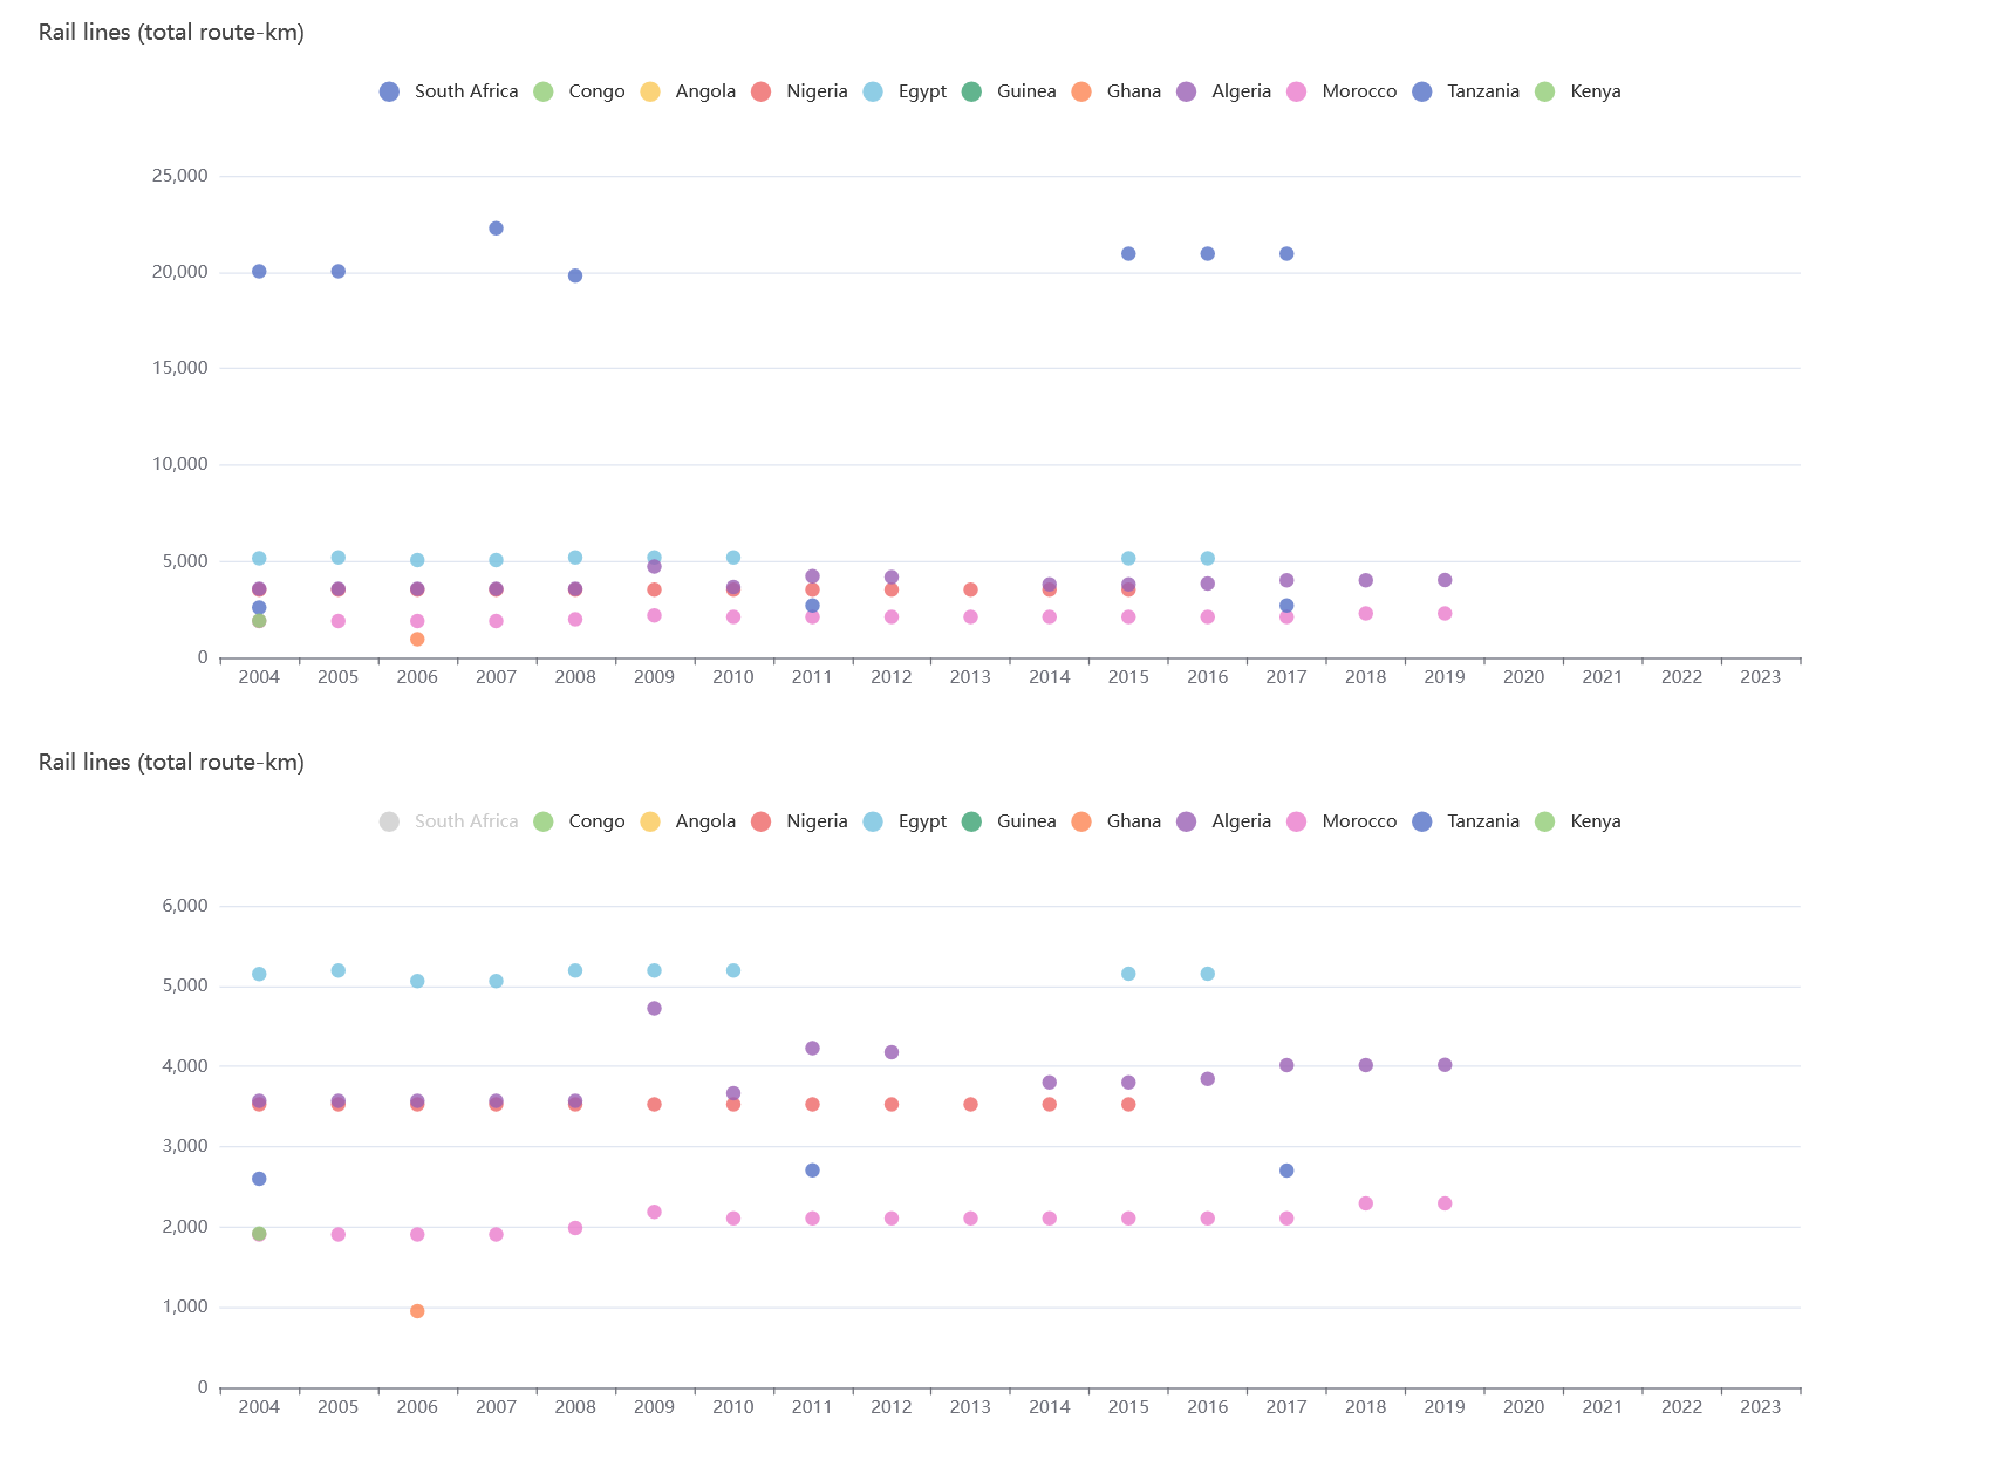 Rail lines (total route-km)
South Africa Congo Angola Nigeria Egypt Guinea Ghana Algeria Morocco Tanzania Kenya
25,000
20,000
15,000
10,000
5,000
0
2004 2005 2006 2007 2008 2009 2010 2011 2012 2013 2014 2015 2016 2017 2018 2019 2020 2021 2022 2023
Rail lines (total route-km)
South Africa Congo Angola Nigeria Egypt Guinea Ghana Algeria Morocco Tanzania Kenya
6,000
5,000
4,000
3,000
2,000
1,000
0
2004 2005 2006 2007 2008 2009 2010 2011 2012 2013 2014 2015 2016 2017 2018 2019 2020 2021 2022 2023